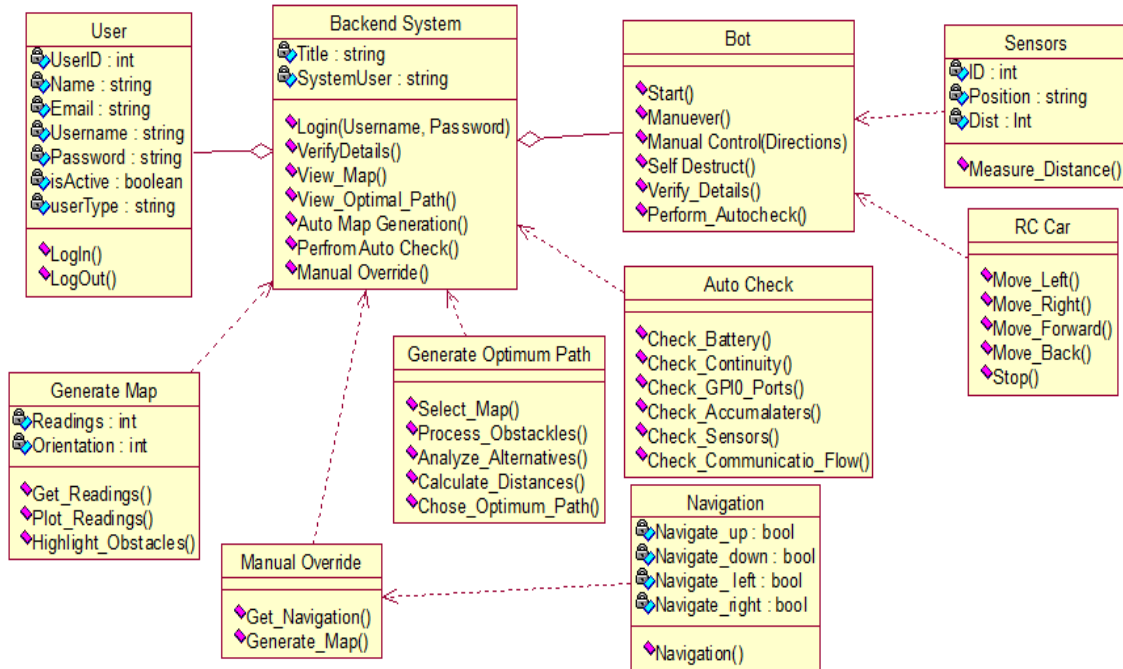 User
UserID : int
Name : string
Email : string
Username : string
Password : string
isActive : boolean
userType : string
LogIn()
LogOut()
Backend System
Title : string
SystemUser : string
Login(Username, Password)
VerifyDetails()
View_Map()
View_Optimal_Path()
Auto Map Generation()
Perfrom Auto Check()
Manual Override()
Bot
Start()
Manuever()
Manual Control(Directions)
Self Destruct()
Verify_Details()
Perform_Autocheck()
Sensors
ID : int
Position : string
Dist : Int
Measure_Distance()
RC Car
Move_Left()
Move_Right()
Move_Forward()
Move_Back()
Stop()
Auto Check
Check_Battery()
Check_Continuity()
Check_GPI0_Ports()
Check_Accumalaters()
Check_Sensors()
Check_Communicatio_Flow()
Generate Optimum Path
Select_Map()
Process_Obstackles()
Analyze_Alternatives()
Calculate_Distances()
Chose_Optimum_Path()
Generate Map
Readings : int
Orientation : int
Get_Readings()
Plot_Readings()
Highlight_Obstacles()
Manual Override
Get_Navigation()
Generate_Map()
Navigation
Navigate_up : bool
Navigate_down : bool
Navigate_left : bool
Navigate_right : bool
Navigation()